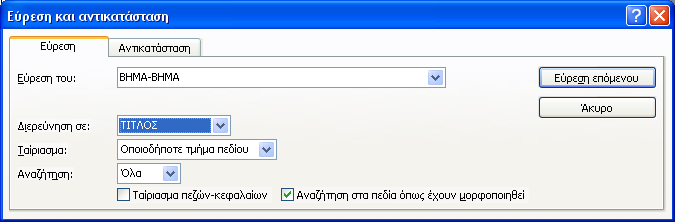 Εύρεση και αντικατάσταση
Εύρεση Αντικατάσταση
Εύρεση του: ΒΗΜΑ-ΒΗΜΑ Εύρεση επόμενου
Άκυρο
Διερεύνηση σε: ΤΙΤΛΟΣ
Ταίριασμα: Οποιοδήποτε τμήμα πεδίου
Αναζήτηση: Όλα
Ταίριασμα πεζών-κεφαλαίων Αναζήτηση στα πεδία όπως έχουν μορφοποιηθεί